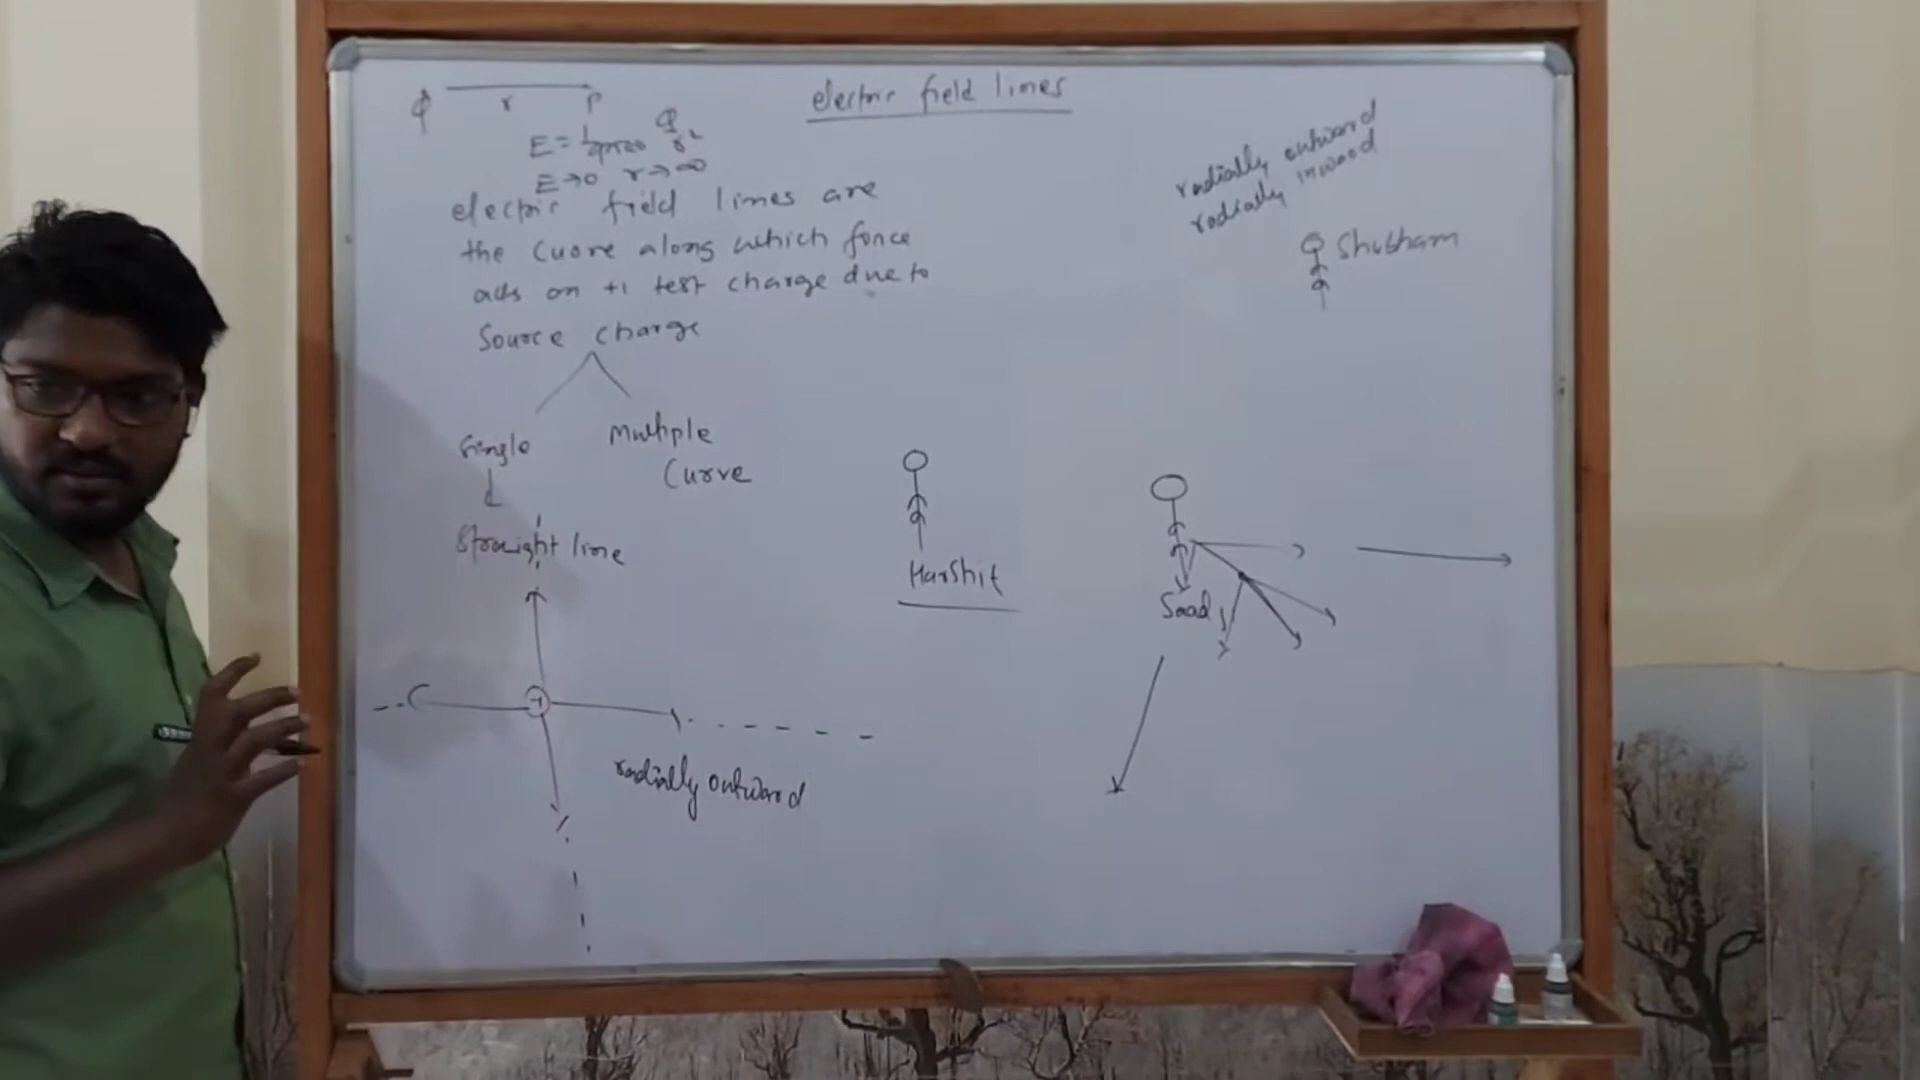 electric field lines
Q r P
E = 1/4πε0 Q/r²
E→0 r→∞
electric field lines are
the curve along which force
acts on +1 test charge due to
source charge
Single Multiple
Curve
Straight line
radially outward
radially outward
radially inward
Shubham
Harshit
Saad